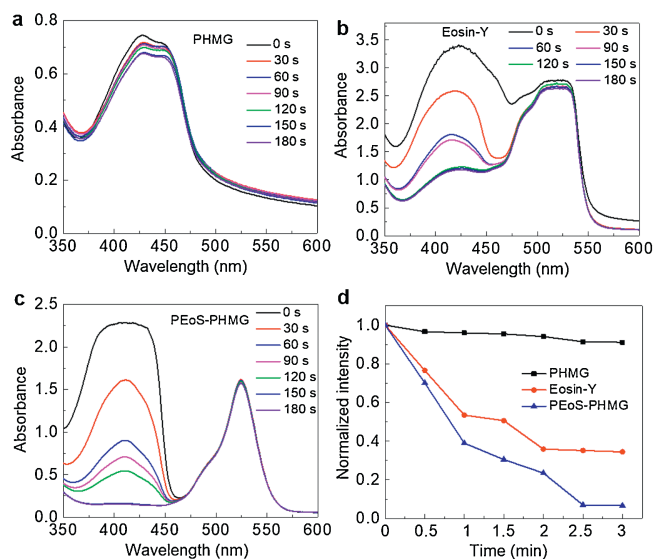 a
PHMG
0 s
30 s
60 s
90 s
120 s
150 s
180 s
Absorbance
0.8
0.6
0.4
0.2
0.0
350 400 450 500 550 600
Wavelength (nm)
b
Eosin-Y
0 s 30 s
60 s 90 s
120 s 150 s
180 s
Absorbance
4.0
3.5
3.0
2.5
2.0
1.5
1.0
0.5
0.0
350 400 450 500 550 600
Wavelength (nm)
c
PEoS-PHMG
0 s
30 s
60 s
90 s
120 s
150 s
180 s
Absorbance
2.5
2.0
1.5
1.0
0.5
0.0
350 400 450 500 550 600
Wavelength (nm)
d
PHMG
Eosin-Y
PEoS-PHMG
Normalized intensity
1.0
0.8
0.6
0.4
0.2
0.0
0 0.5 1 1.5 2 2.5 3
Time (min)